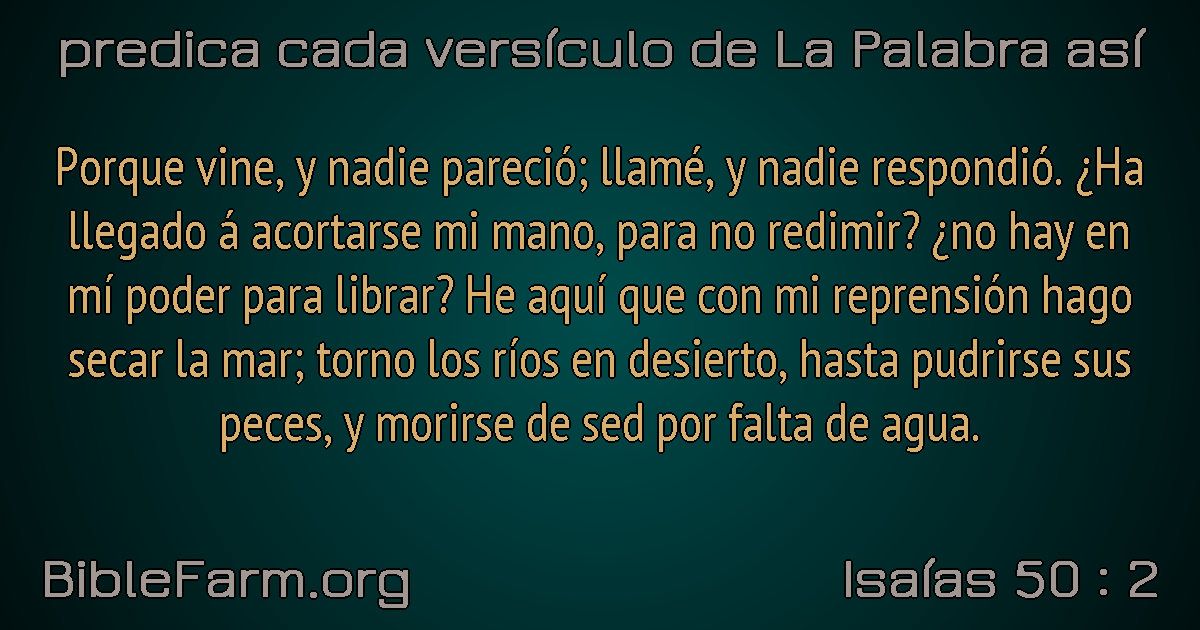 predica cada versículo de La Palabra así
Porque vine, y nadie pareció; llamé, y nadie respondió. ¿Ha
llegado á acortarse mi mano, para no redimir? ¿no hay en
mí poder para librar? He aquí que con mi reprensión hago
secar la mar; torno los ríos en desierto, hasta pudrirse sus
peces, y morirse de sed por falta de agua.
BibleFarm.org
Isaías 50 : 2